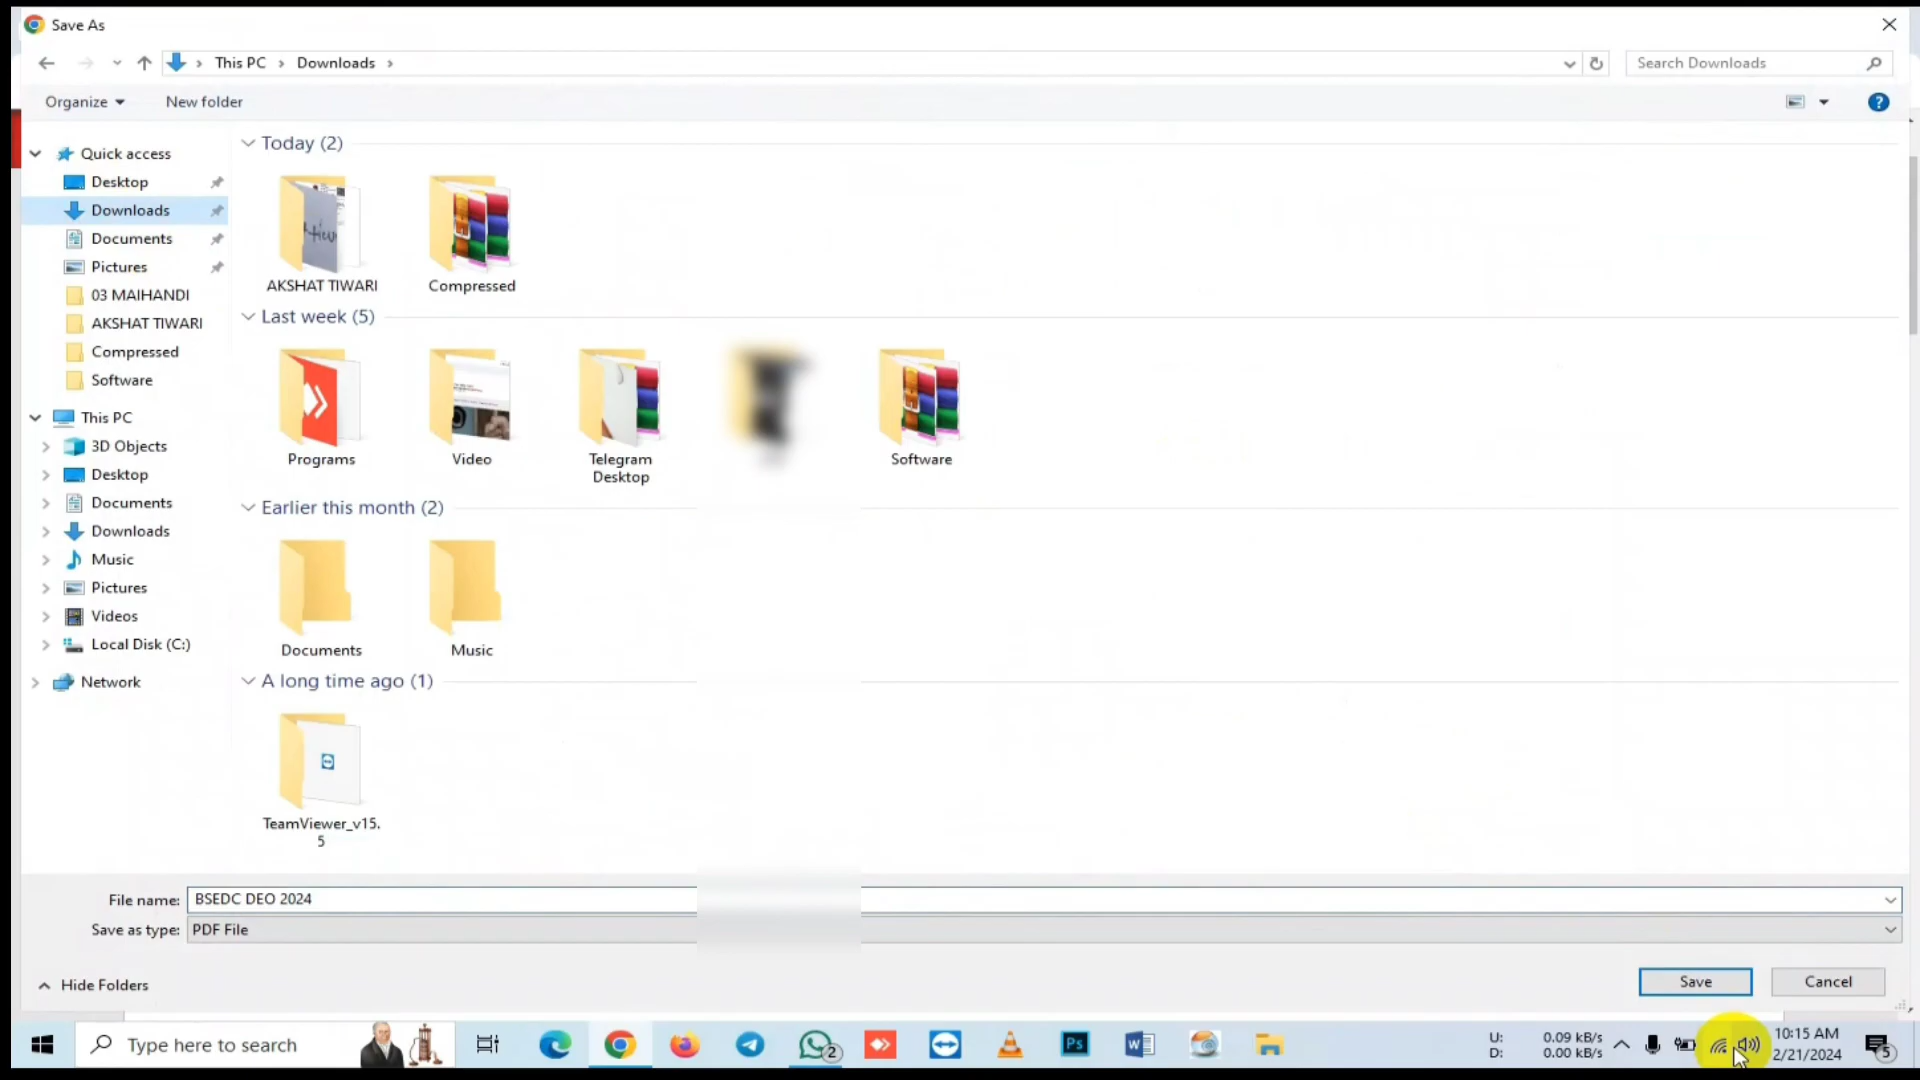 Save As
This PC
Downloads
Search Downloads
Organize
New folder
Quick access
Desktop
Downloads
Documents
Pictures
03 MAIHANDI
AKSHAT TIWARI
Compressed
Software
This PC
3D Objects
Desktop
Documents
Downloads
Music
Pictures
Videos
Local Disk (C:)
Network
Today (2)
AKSHAT TIWARI
Compressed
Last week (5)
Programs
Video
Telegram
Desktop
Software
Earlier this month (2)
Documents
Music
A long time ago (1)
TeamViewer_v15.
5
File name: BSEDC DEO 2024
Save as type: PDF File
Hide Folders
Save
Cancel
Type here to search
2
Ps
W
U: 0.09 kB/s
D: 0.00 kB/s
10:15 AM
2/21/2024
5